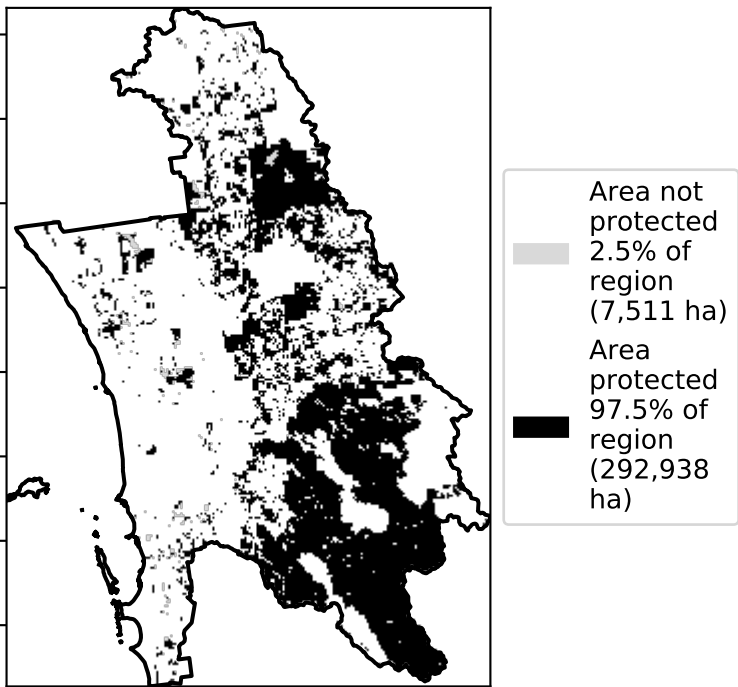 Area not
protected
2.5% of
region
(7,511 ha)
Area
protected
97.5% of
region
(292,938
ha)